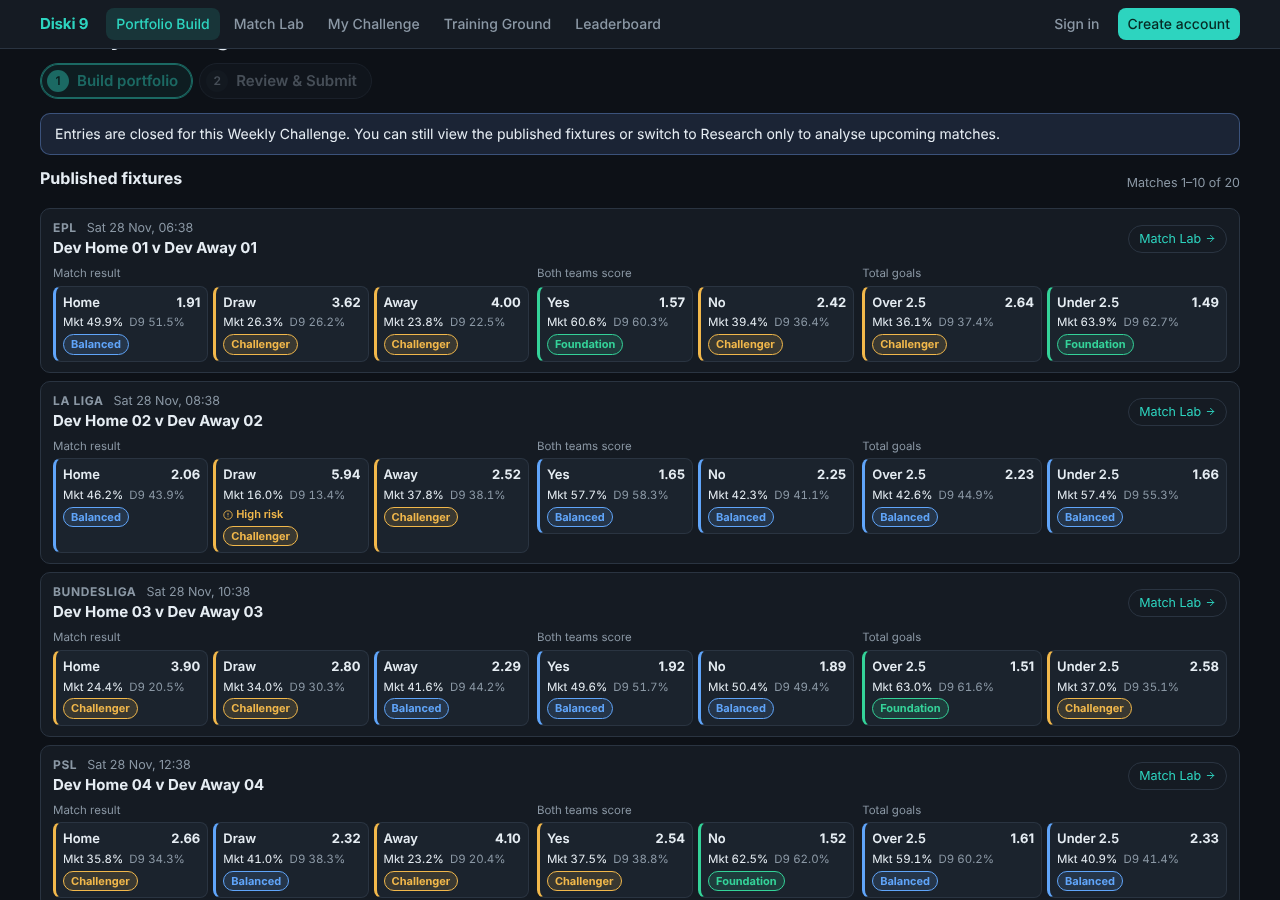 Diski 9 Portfolio Build Match Lab My Challenge Training Ground Leaderboard Sign in Create account
1 Build portfolio 2 Review & Submit
Entries are closed for this Weekly Challenge. You can still view the published fixtures or switch to Research only to analyse upcoming matches.
Published fixtures Matches 1–10 of 20
EPL Sat 28 Nov, 06:38
Dev Home 01 v Dev Away 01 Match Lab →
Match result Both teams score Total goals
Home 1.91 Draw 3.62 Away 4.00 Yes 1.57 No 2.42 Over 2.5 2.64 Under 2.5 1.49
Mkt 49.9% D9 51.5% Mkt 26.3% D9 26.2% Mkt 23.8% D9 22.5% Mkt 60.6% D9 60.3% Mkt 39.4% D9 36.4% Mkt 36.1% D9 37.4% Mkt 63.9% D9 62.7%
Balanced Challenger Challenger Foundation Challenger Challenger Foundation
LA LIGA Sat 28 Nov, 08:38
Dev Home 02 v Dev Away 02 Match Lab →
Match result Both teams score Total goals
Home 2.06 Draw 5.94 Away 2.52 Yes 1.65 No 2.25 Over 2.5 2.23 Under 2.5 1.66
Mkt 46.2% D9 43.9% Mkt 16.0% D9 13.4% Mkt 37.8% D9 38.1% Mkt 57.7% D9 58.3% Mkt 42.3% D9 41.1% Mkt 42.6% D9 44.9% Mkt 57.4% D9 55.3%
Balanced High risk Challenger Balanced Balanced Balanced Balanced
Challenger
BUNDESLIGA Sat 28 Nov, 10:38
Dev Home 03 v Dev Away 03 Match Lab →
Match result Both teams score Total goals
Home 3.90 Draw 2.80 Away 2.29 Yes 1.92 No 1.89 Over 2.5 1.51 Under 2.5 2.58
Mkt 24.4% D9 20.5% Mkt 34.0% D9 30.3% Mkt 41.6% D9 44.2% Mkt 49.6% D9 51.7% Mkt 50.4% D9 49.4% Mkt 63.0% D9 61.6% Mkt 37.0% D9 35.1%
Challenger Challenger Balanced Balanced Balanced Foundation Challenger
PSL Sat 28 Nov, 12:38
Dev Home 04 v Dev Away 04 Match Lab →
Match result Both teams score Total goals
Home 2.66 Draw 2.32 Away 4.10 Yes 2.54 No 1.52 Over 2.5 1.61 Under 2.5 2.33
Mkt 35.8% D9 34.3% Mkt 41.0% D9 38.3% Mkt 23.2% D9 20.4% Mkt 37.5% D9 38.8% Mkt 62.5% D9 62.0% Mkt 59.1% D9 60.2% Mkt 40.9% D9 41.4%
Challenger Balanced Challenger Challenger Foundation Balanced Balanced